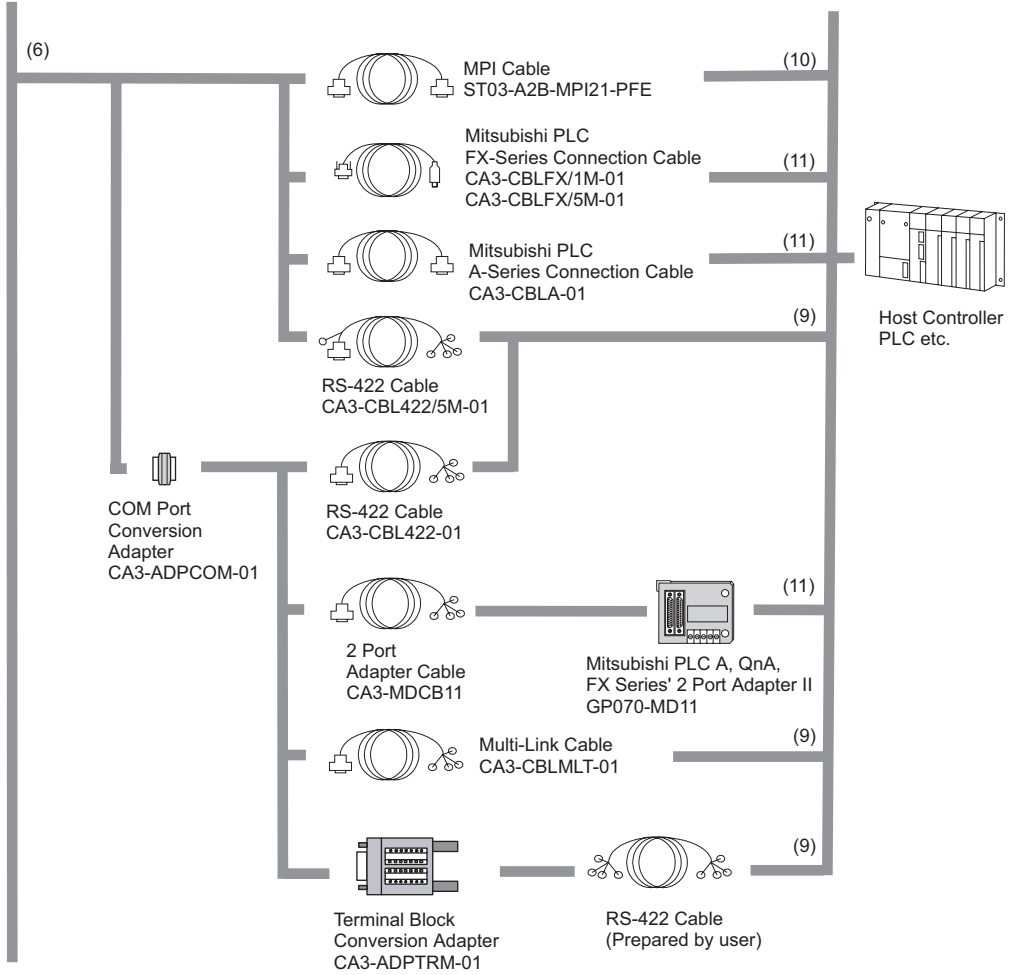 (6)
MPI Cable
ST03-A2B-MPI21-PFE
(10)
Mitsubishi PLC
FX-Series Connection Cable
CA3-CBLFX/1M-01
CA3-CBLFX/5M-01
(11)
Mitsubishi PLC
A-Series Connection Cable
CA3-CBLA-01
(11)
Host Controller
PLC etc.
(9)
RS-422 Cable
CA3-CBL422/5M-01
COM Port
Conversion
Adapter
CA3-ADPCOM-01
RS-422 Cable
CA3-CBL422-01
2 Port
Adapter Cable
CA3-MDCB11
(11)
Mitsubishi PLC A, QnA,
FX Series' 2 Port Adapter II
GP070-MD11
Multi-Link Cable
CA3-CBLMLT-01
(9)
Terminal Block
Conversion Adapter
CA3-ADPTRM-01
(9)
RS-422 Cable
(Prepared by user)